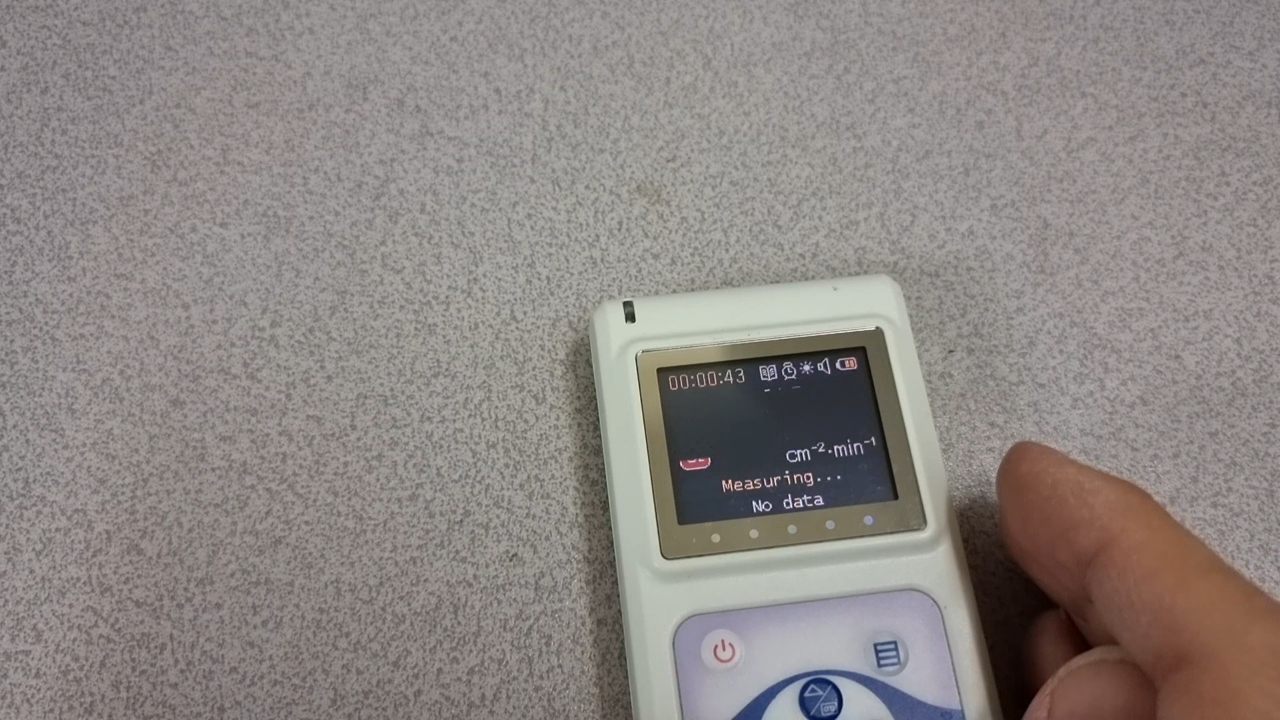 00:00:43
cm⁻²·min⁻¹
Measuring...
No data